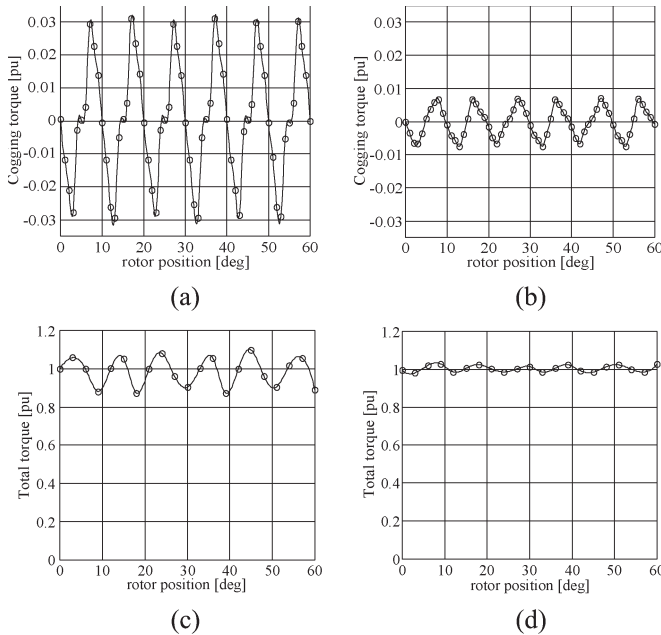 0.03
0.02
0.01
0
-0.01
-0.02
-0.03
Cogging torque [pu]
0 10 20 30 40 50 60
rotor position [deg]
(a)
0.03
0.02
0.01
0
-0.01
-0.02
-0.03
Cogging torque [pu]
0 10 20 30 40 50 60
rotor position [deg]
(b)
1.2
1
0.8
0.6
0.4
0.2
0
Total torque [pu]
0 10 20 30 40 50 60
rotor position [deg]
(c)
1.2
1
0.8
0.6
0.4
0.2
0
Total torque [pu]
0 10 20 30 40 50 60
rotor position [deg]
(d)